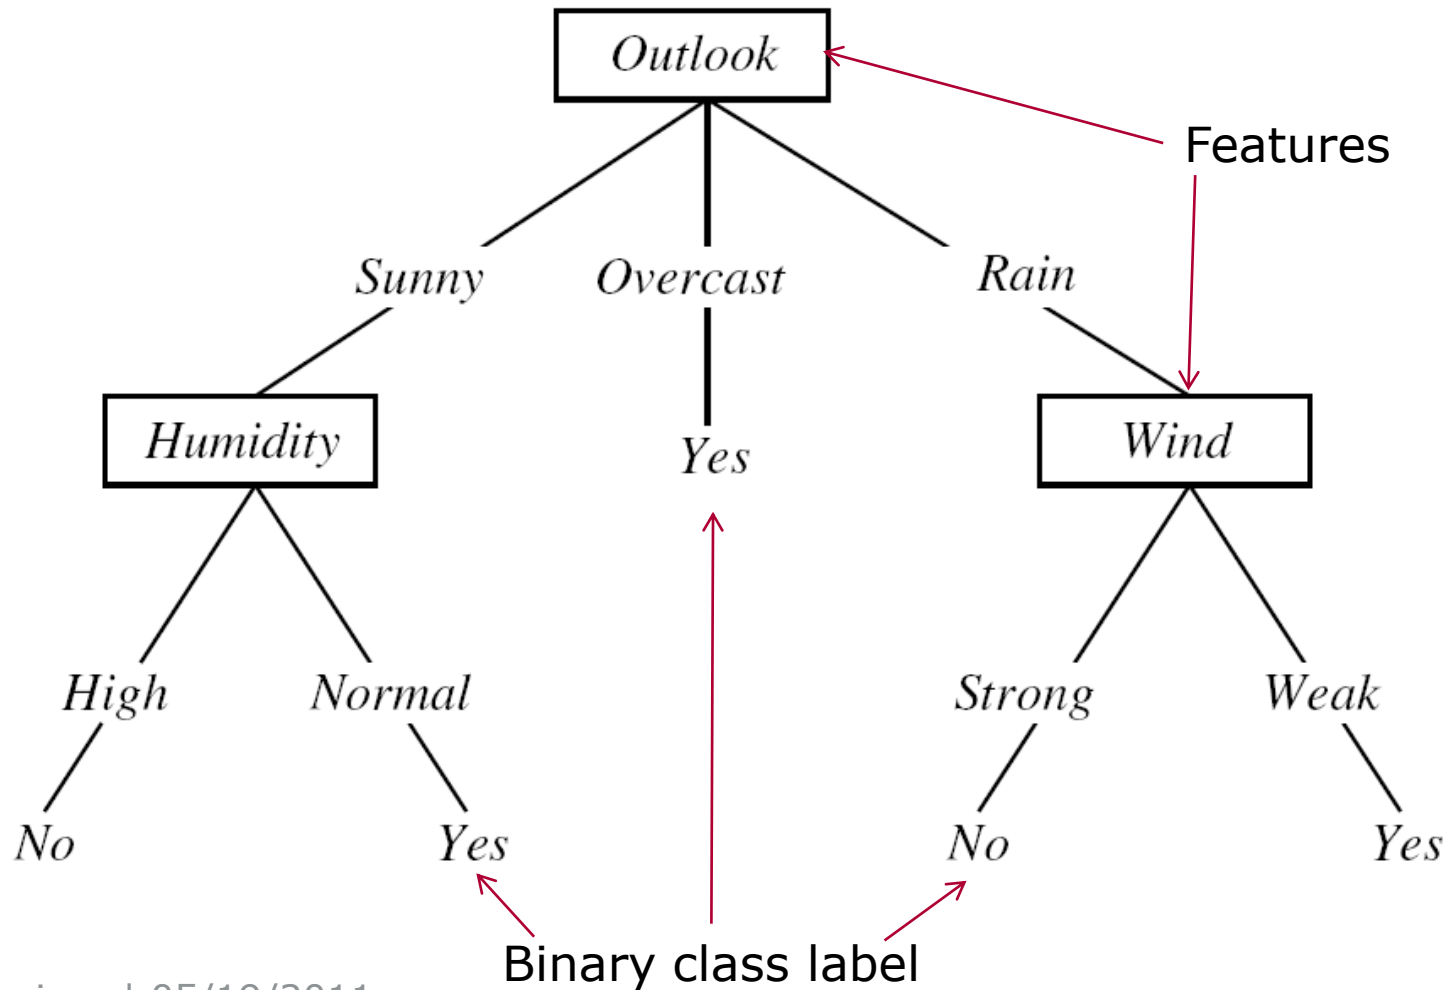 Outlook
Features
Sunny Overcast Rain
Humidity Yes Wind
High Normal Strong Weak
No Yes No Yes
Binary class label